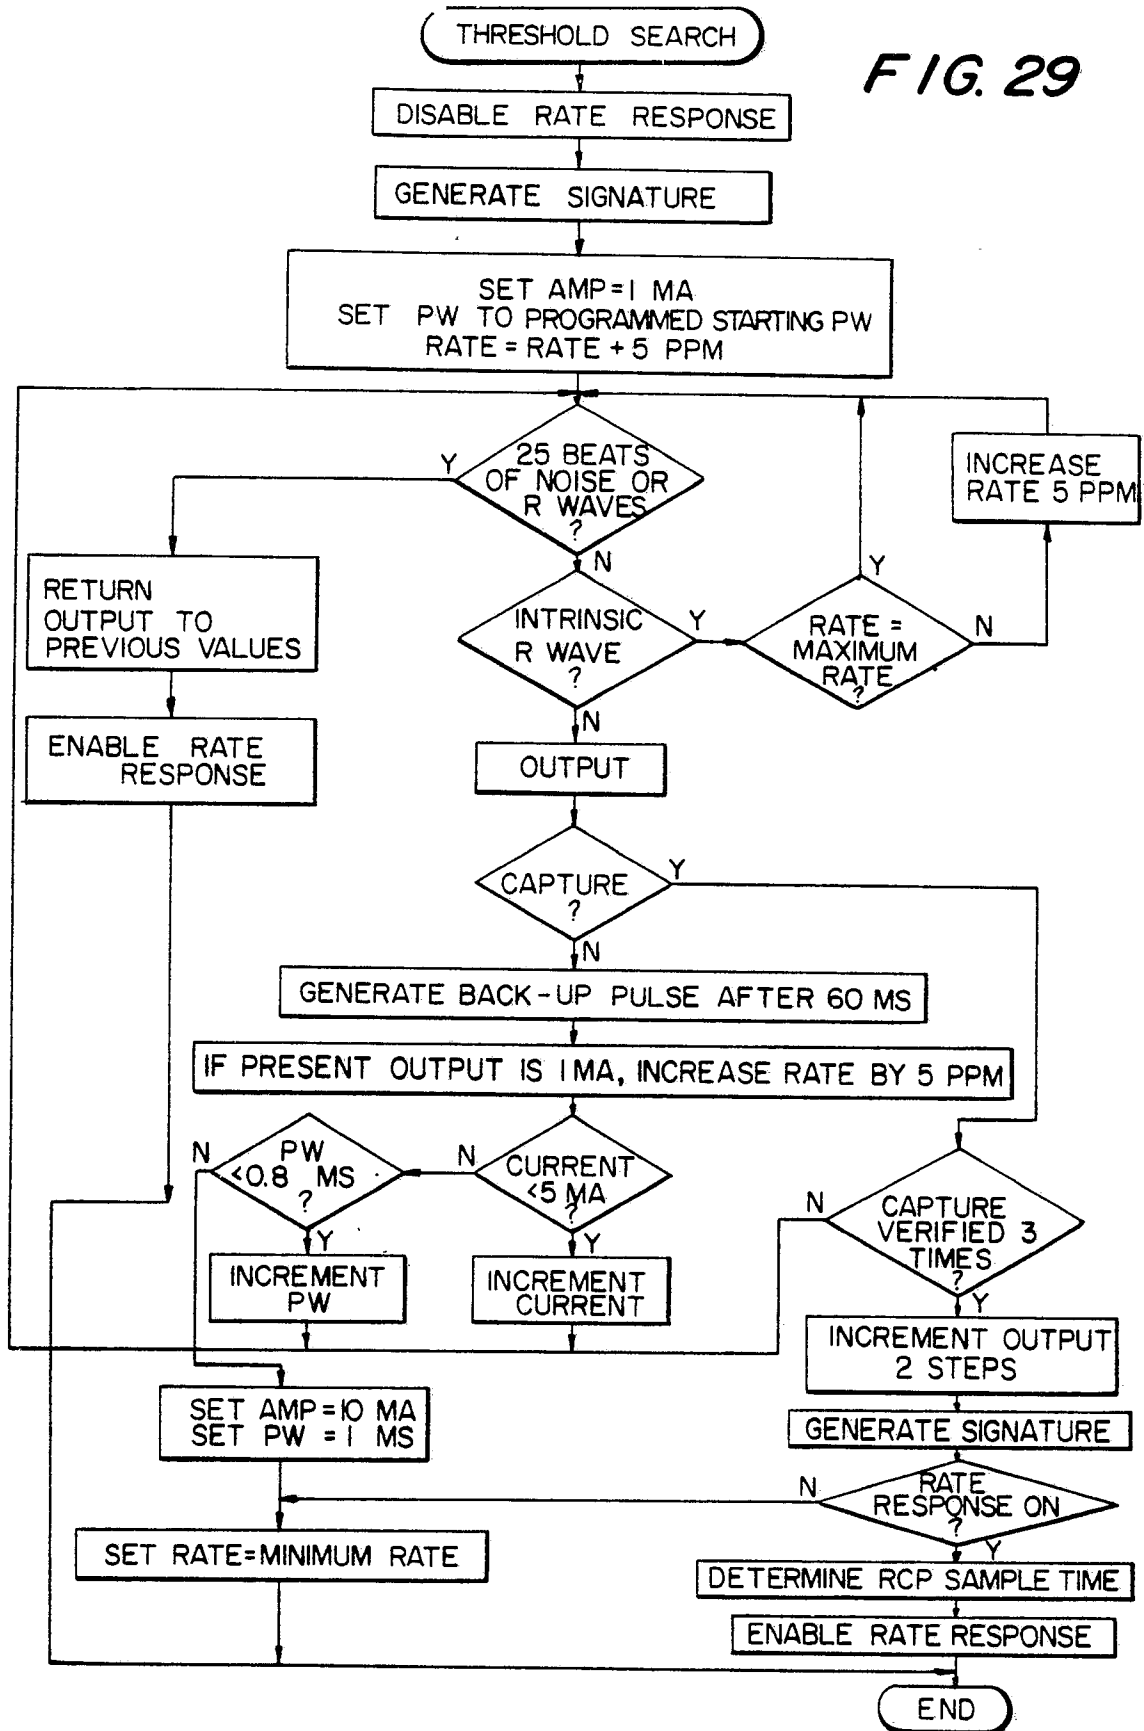 THRESHOLD SEARCH
FIG. 29
DISABLE RATE RESPONSE
GENERATE SIGNATURE
SET AMP=1 MA
SET PW TO PROGRAMMED STARTING PW
RATE = RATE + 5 PPM
25 BEATS
OF NOISE OR
R WAVES
?
Y
N
INCREASE
RATE 5 PPM
RETURN
OUTPUT TO
PREVIOUS VALUES
INTRINSIC
R WAVE
?
Y
N
RATE =
MAXIMUM
RATE
?
Y
N
ENABLE RATE
RESPONSE
OUTPUT
CAPTURE
?
Y
N
GENERATE BACK-UP PULSE AFTER 60 MS
IF PRESENT OUTPUT IS 1MA, INCREASE RATE BY 5 PPM
N
PW
<0.8 MS
?
Y
N
CURRENT
<5 MA
?
Y
N
CAPTURE
VERIFIED 3
TIMES
?
Y
INCREMENT
PW
INCREMENT
CURRENT
INCREMENT OUTPUT
2 STEPS
SET AMP=10 MA
SET PW = 1 MS
GENERATE SIGNATURE
N
RATE
RESPONSE ON
?
Y
SET RATE=MINIMUM RATE
DETERMINE RCP SAMPLE TIME
ENABLE RATE RESPONSE
END